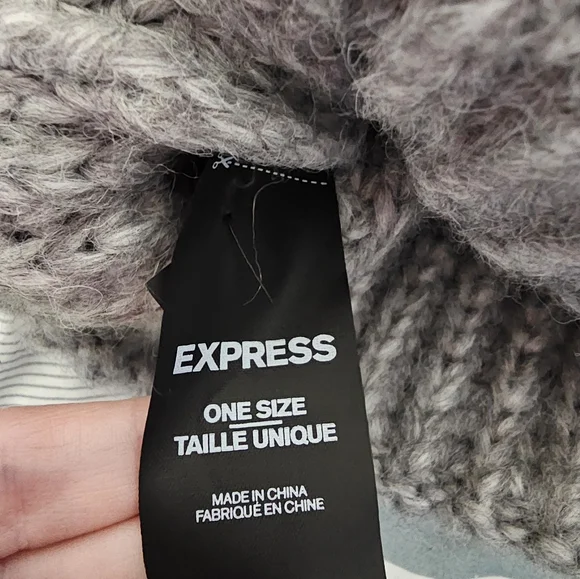 EXPRESS
ONE SIZE
TAILLE UNIQUE
MADE IN CHINA
FABRIQUÉ EN CHINE